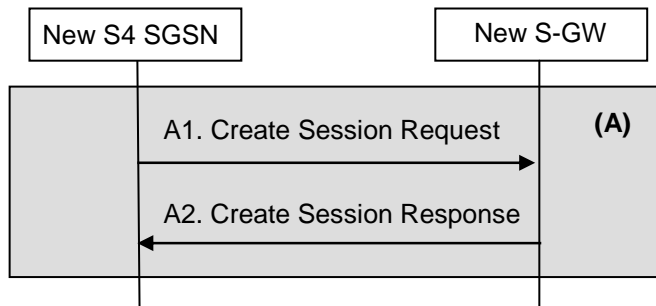 New S4 SGSN
New S-GW
(A)
A1. Create Session Request
A2. Create Session Response